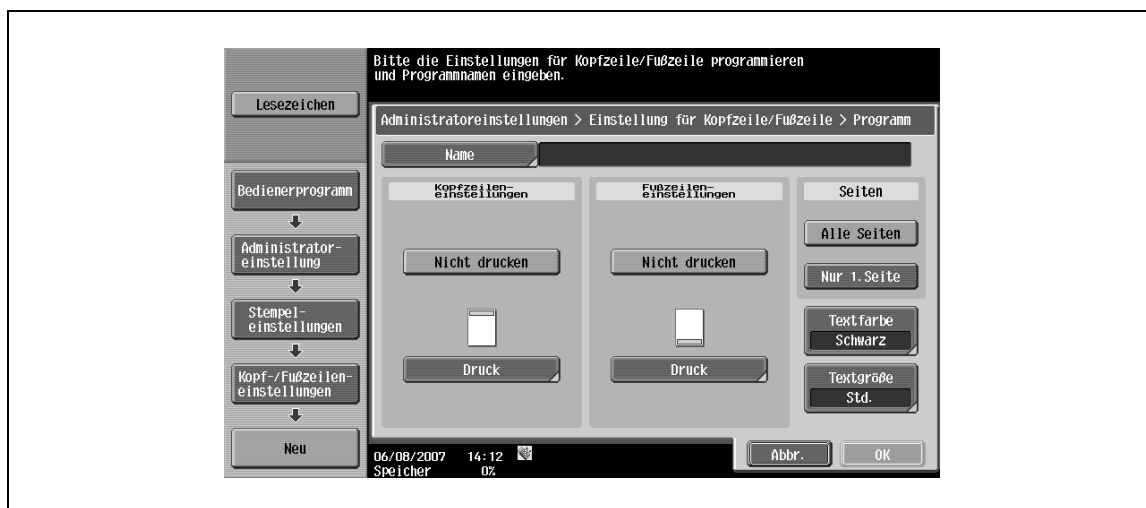 Bitte die Einstellungen für Kopfzeile/Fußzeile programmieren
und Programmnamen eingeben.
Lesezeichen
Administratoreinstellungen > Einstellung für Kopfzeile/Fußzeile > Programm
Name
Bedienerprogramm
Administrator-
einstellung
Stempel-
einstellungen
Kopf-/Fußzeilen-
einstellungen
Neu
Kopfzeilen-
einstellungen
Nicht drucken
Druck
Fußzeilen-
einstellungen
Nicht drucken
Druck
Seiten
Alle Seiten
Nur 1.Seite
Textfarbe
Schwarz
Textgröße
Std.
06/08/2007 14:12
Speicher 0%
Abbr.
OK